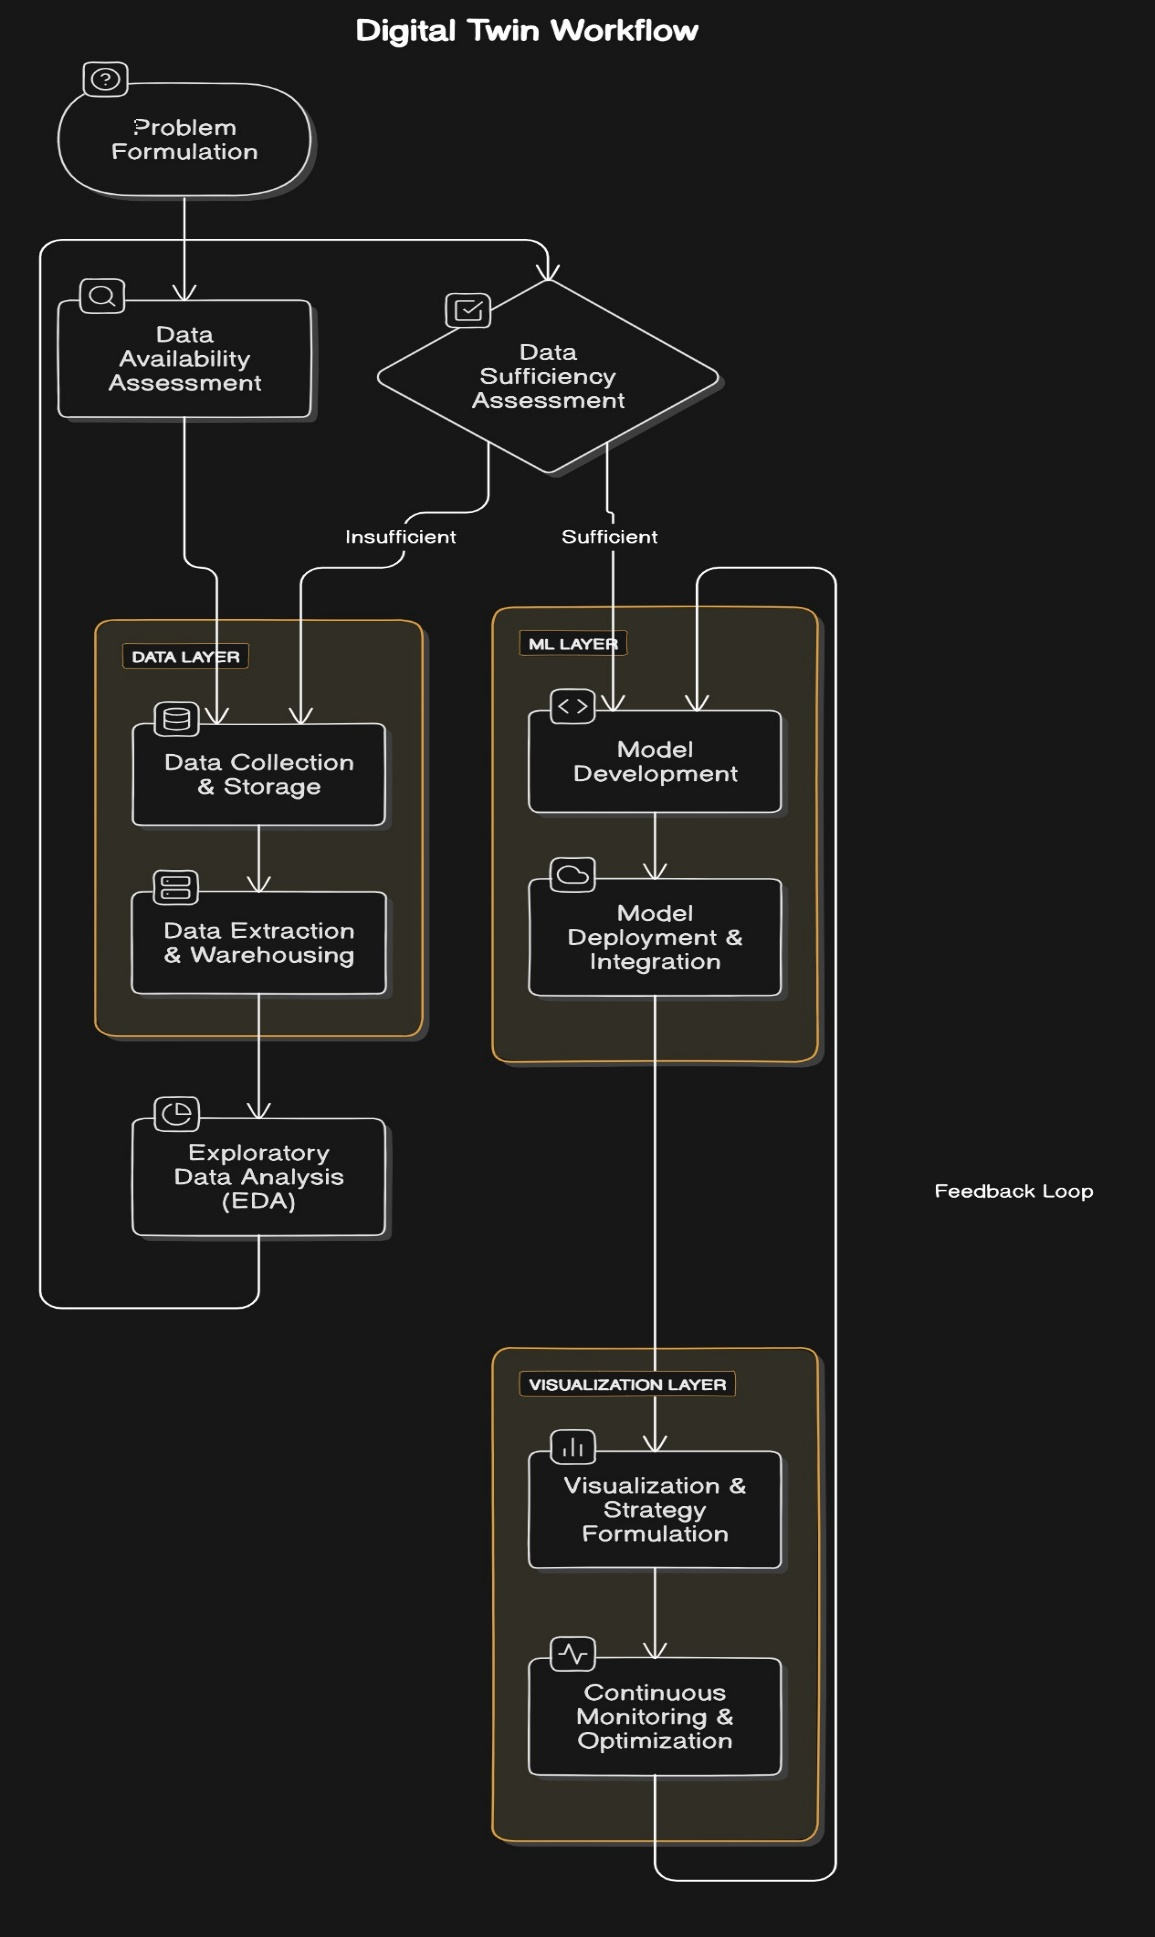 Digital Twin Workflow
Problem
Formulation
Data
Availability
Assessment
Data
Sufficiency
Assessment
Insufficient
Sufficient
DATA LAYER
Data Collection
& Storage
Data Extraction
& Warehousing
Exploratory
Data Analysis
(EDA)
ML LAYER
Model
Development
Model
Deployment &
Integration
Feedback Loop
VISUALIZATION LAYER
Visualization &
Strategy
Formulation
Continuous
Monitoring &
Optimization